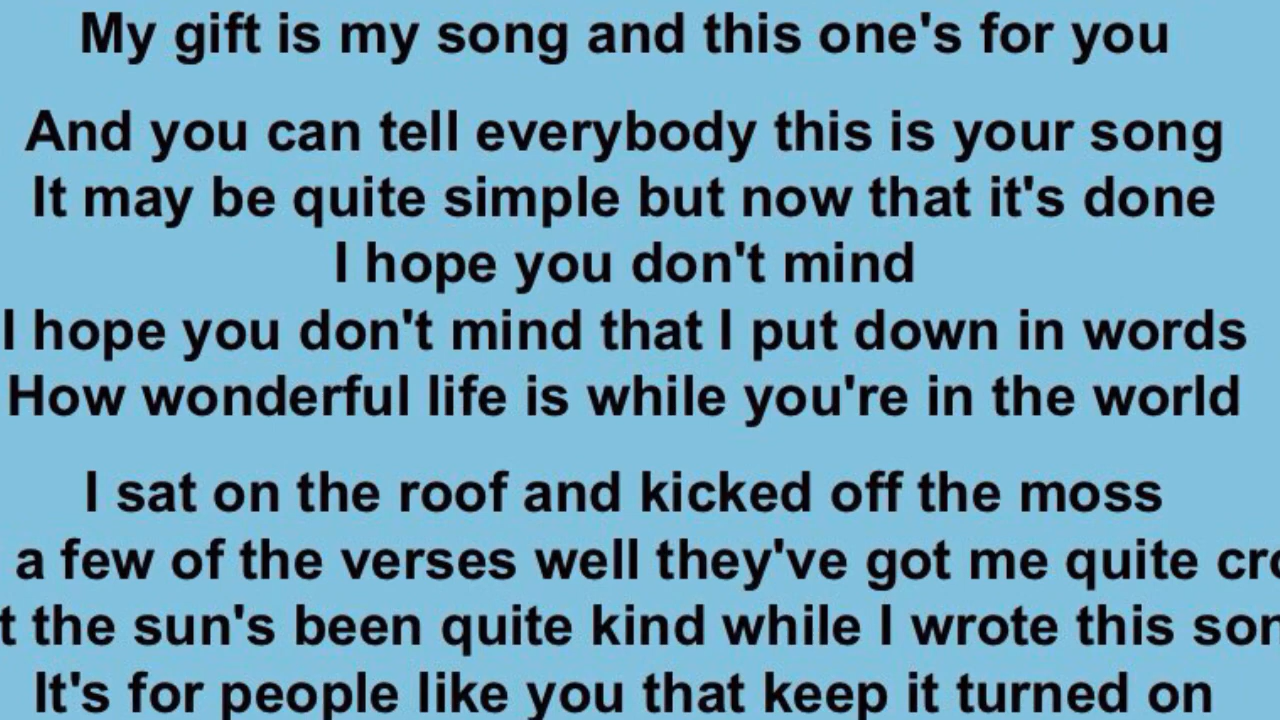 My gift is my song and this one's for you
And you can tell everybody this is your song
It may be quite simple but now that it's done
I hope you don't mind
I hope you don't mind that I put down in words
How wonderful life is while you're in the world
I sat on the roof and kicked off the moss
a few of the verses well they've got me quite
the sun's been quite kind while I wrote this
It's for people like you that keep it turned on